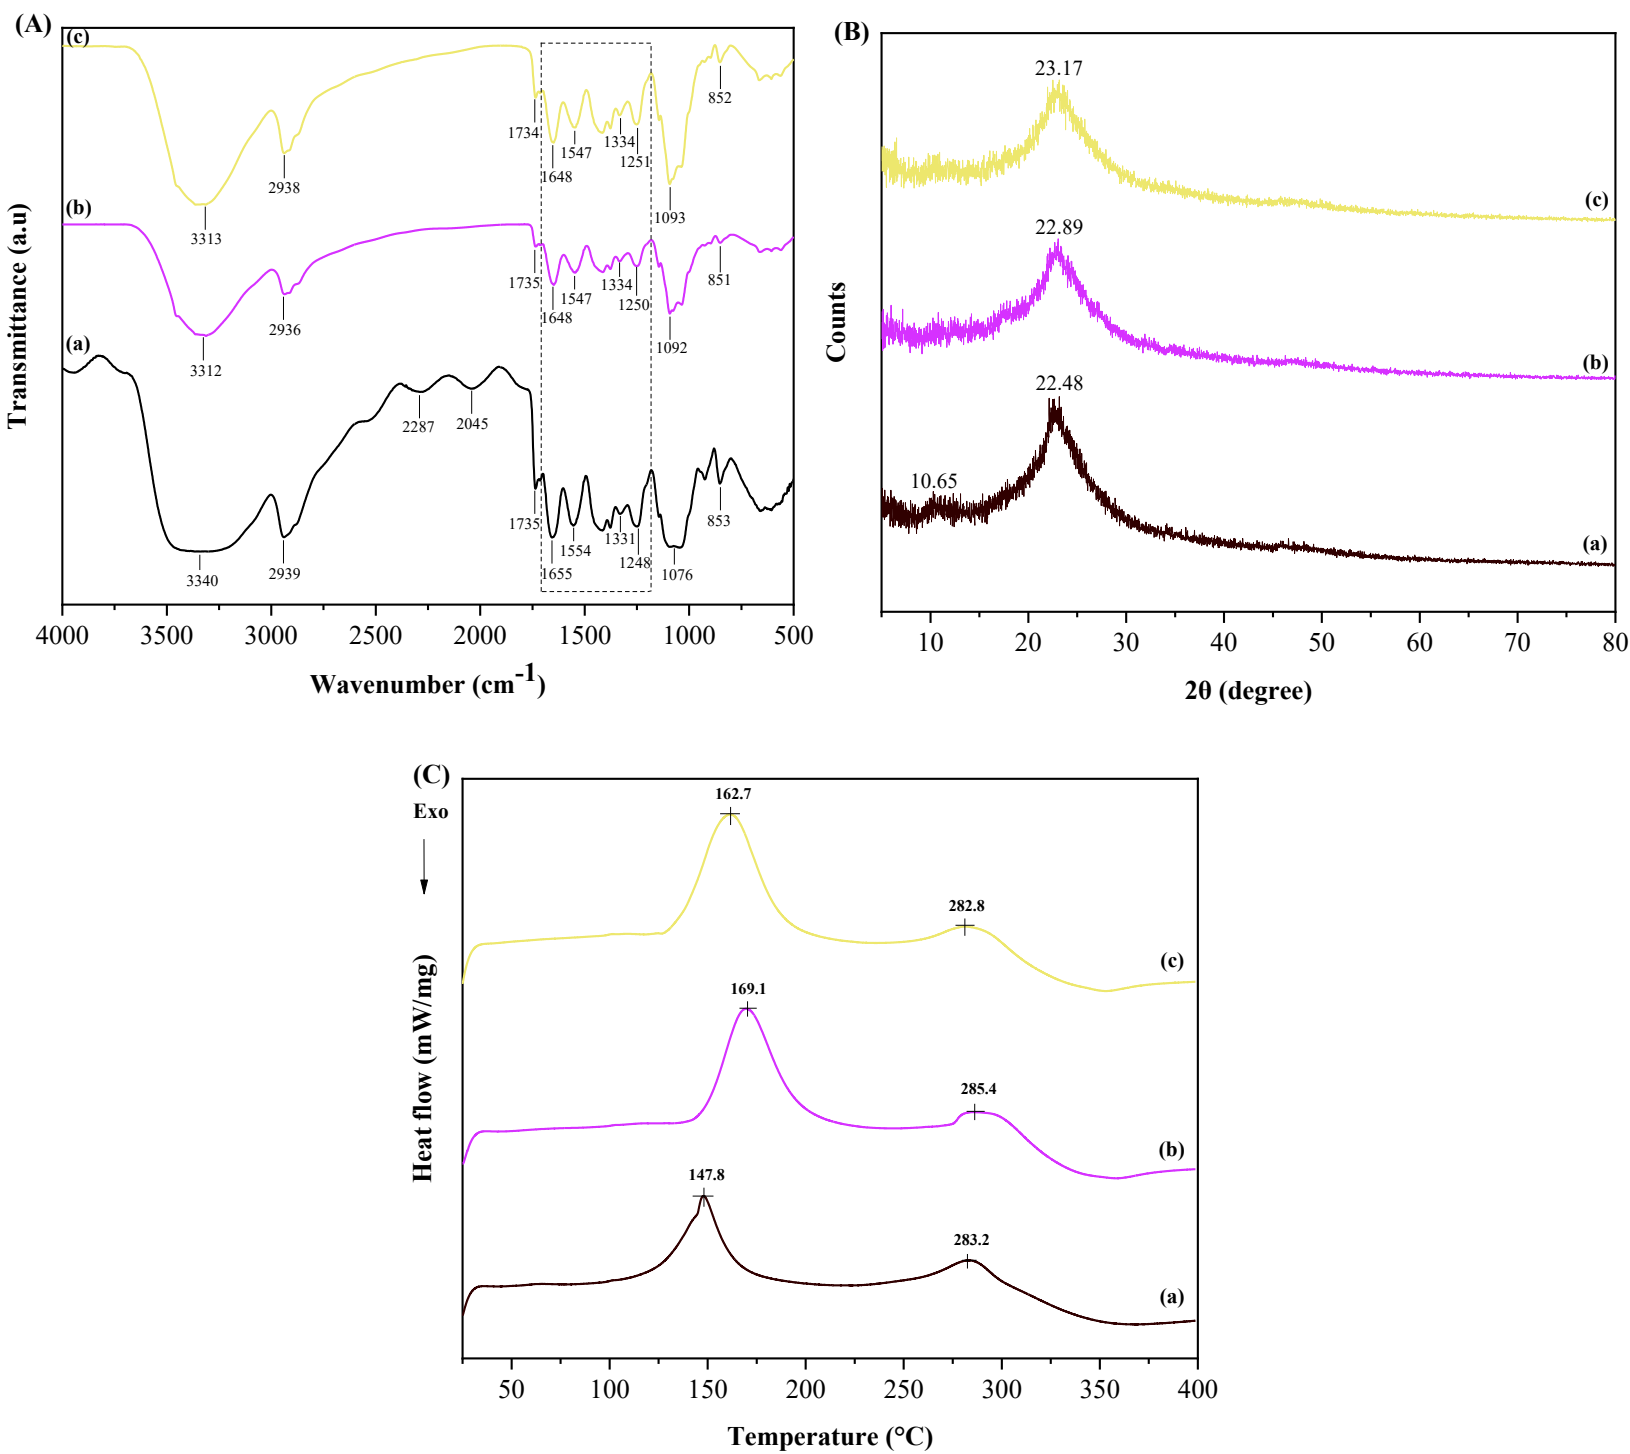 (A)
(c)
1734
1648
1547
1334
1251
1093
852
2938
3313
(b)
1735
1648
1547
1334
1250
1092
851
2936
3312
(a)
2287
2045
1735
1655
1554
1331
1248
1076
853
2939
3340
Transmittance (a.u)
4000 3500 3000 2500 2000 1500 1000 500
Wavenumber (cm-1)
(B)
23.17
(c)
22.89
(b)
22.48
10.65
(a)
Counts
10 20 30 40 50 60 70 80
2θ (degree)
(C)
Exo
162.7
282.8
(c)
169.1
285.4
(b)
147.8
283.2
(a)
Heat flow (mW/mg)
50 100 150 200 250 300 350 400
Temperature (°C)